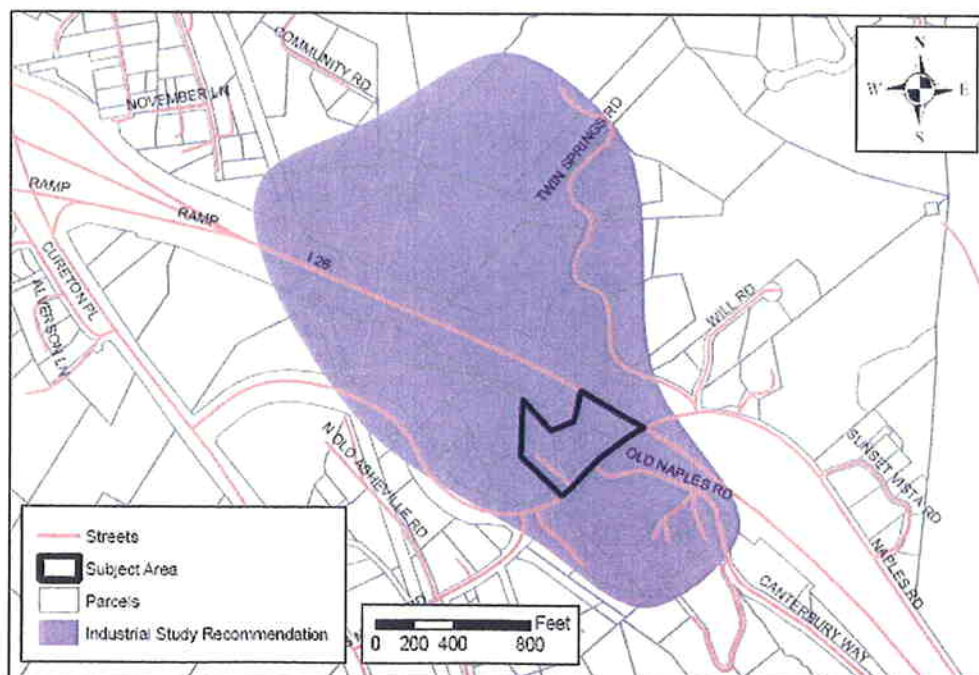 COMMUNITY RD
NOVEMBER LN
TWIN SPRINGS RD
N
W E
S
RAMP
RAMP
I 26
CURETON PL
ALVERSON LN
WILL RD
N OLD ASHEVILLE RD
OLD NAPLES RD
SUNSET VISTA RD
NAPLES RD
CANTERBURY WAY
Streets
Subject Area
Parcels
Industrial Study Recommendation
Feet
0 200 400 800